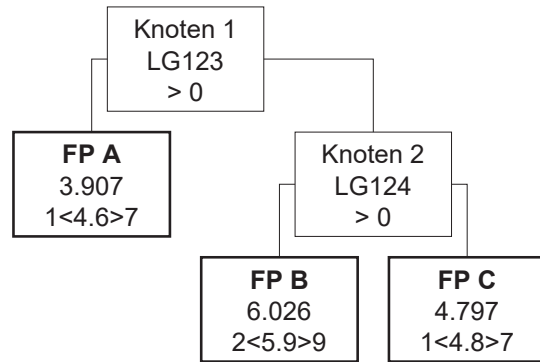 Knoten 1
LG123
> 0
FP A
3.907
1<4.6>7
Knoten 2
LG124
> 0
FP B
6.026
2<5.9>9
FP C
4.797
1<4.8>7